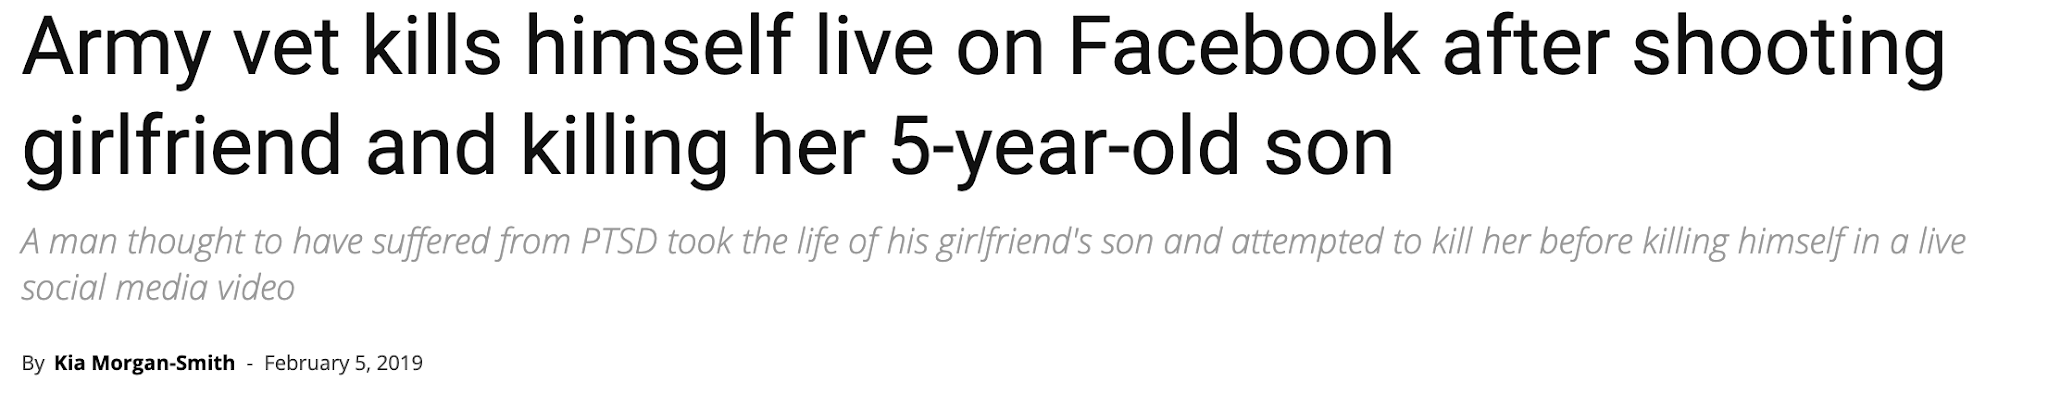 Army vet kills himself live on Facebook after shooting
girlfriend and killing her 5-year-old son
A man thought to have suffered from PTSD took the life of his girlfriend's son and attempted to kill her before killing himself in a live
social media video
By Kia Morgan-Smith - February 5, 2019